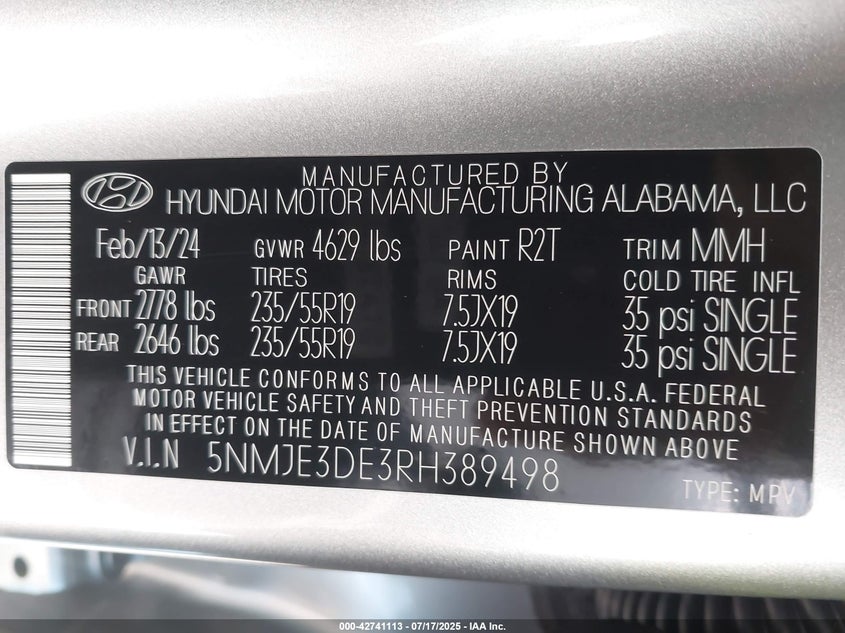 MANUFACTURED BY
HYUNDAI MOTOR MANUFACTURING ALABAMA, LLC
Feb/13/24 GVWR 4629 lbs PAINT R2T TRIM MMH
GAWR TIRES RIMS COLD TIRE INFL
FRONT 2778 lbs 235/55R19 7.5JX19 35 psi SINGLE
REAR 2646 lbs 235/55R19 7.5JX19 35 psi SINGLE
THIS VEHICLE CONFORMS TO ALL APPLICABLE U.S.A. FEDERAL
MOTOR VEHICLE SAFETY AND THEFT PREVENTION STANDARDS
IN EFFECT ON THE DATE OF MANUFACTURE SHOWN ABOVE
V.I.N 5NMJE3DE3RH389498 TYPE: MPV
000-42741113 - 07/17/2025 - IAA Inc.